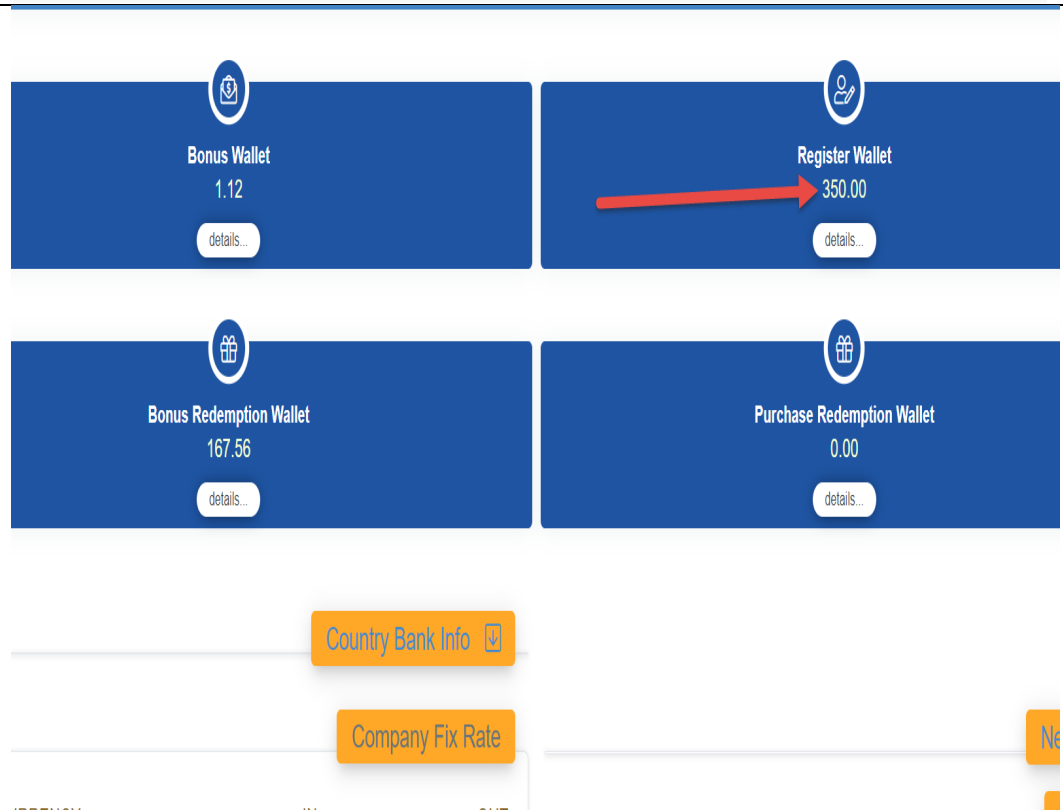 Bonus Wallet
1.12
details...
Register Wallet
350.00
details...
Bonus Redemption Wallet
167.56
details...
Purchase Redemption Wallet
0.00
details...
Country Bank Info
Company Fix Rate